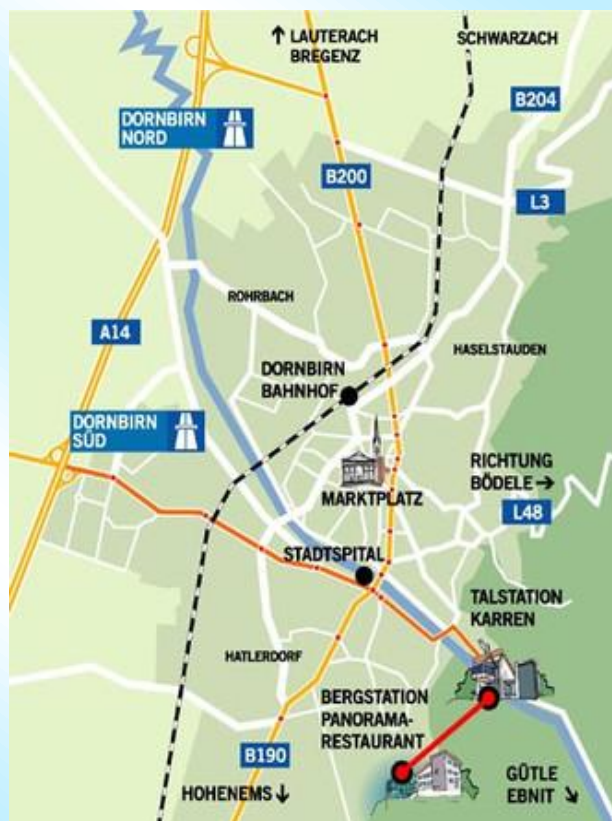 ↑ LAUTERACH
BREGENZ
SCHWARZACH
B204
DORNBIRN
NORD
B200
L3
ROHRBACH
A14
HASELSTAUDEN
DORNBIRN
BAHNHOF
DORNBIRN
SÜD
RICHTUNG
BÖDELE →
MARKTPLATZ
L48
STADTSPITAL
TALSTATION
KARREN
HATLERDORF
BERGSTATION
PANORAMA-
RESTAURANT
B190
HOHENEMS ↓
GÜTLE
EBNIT ↘